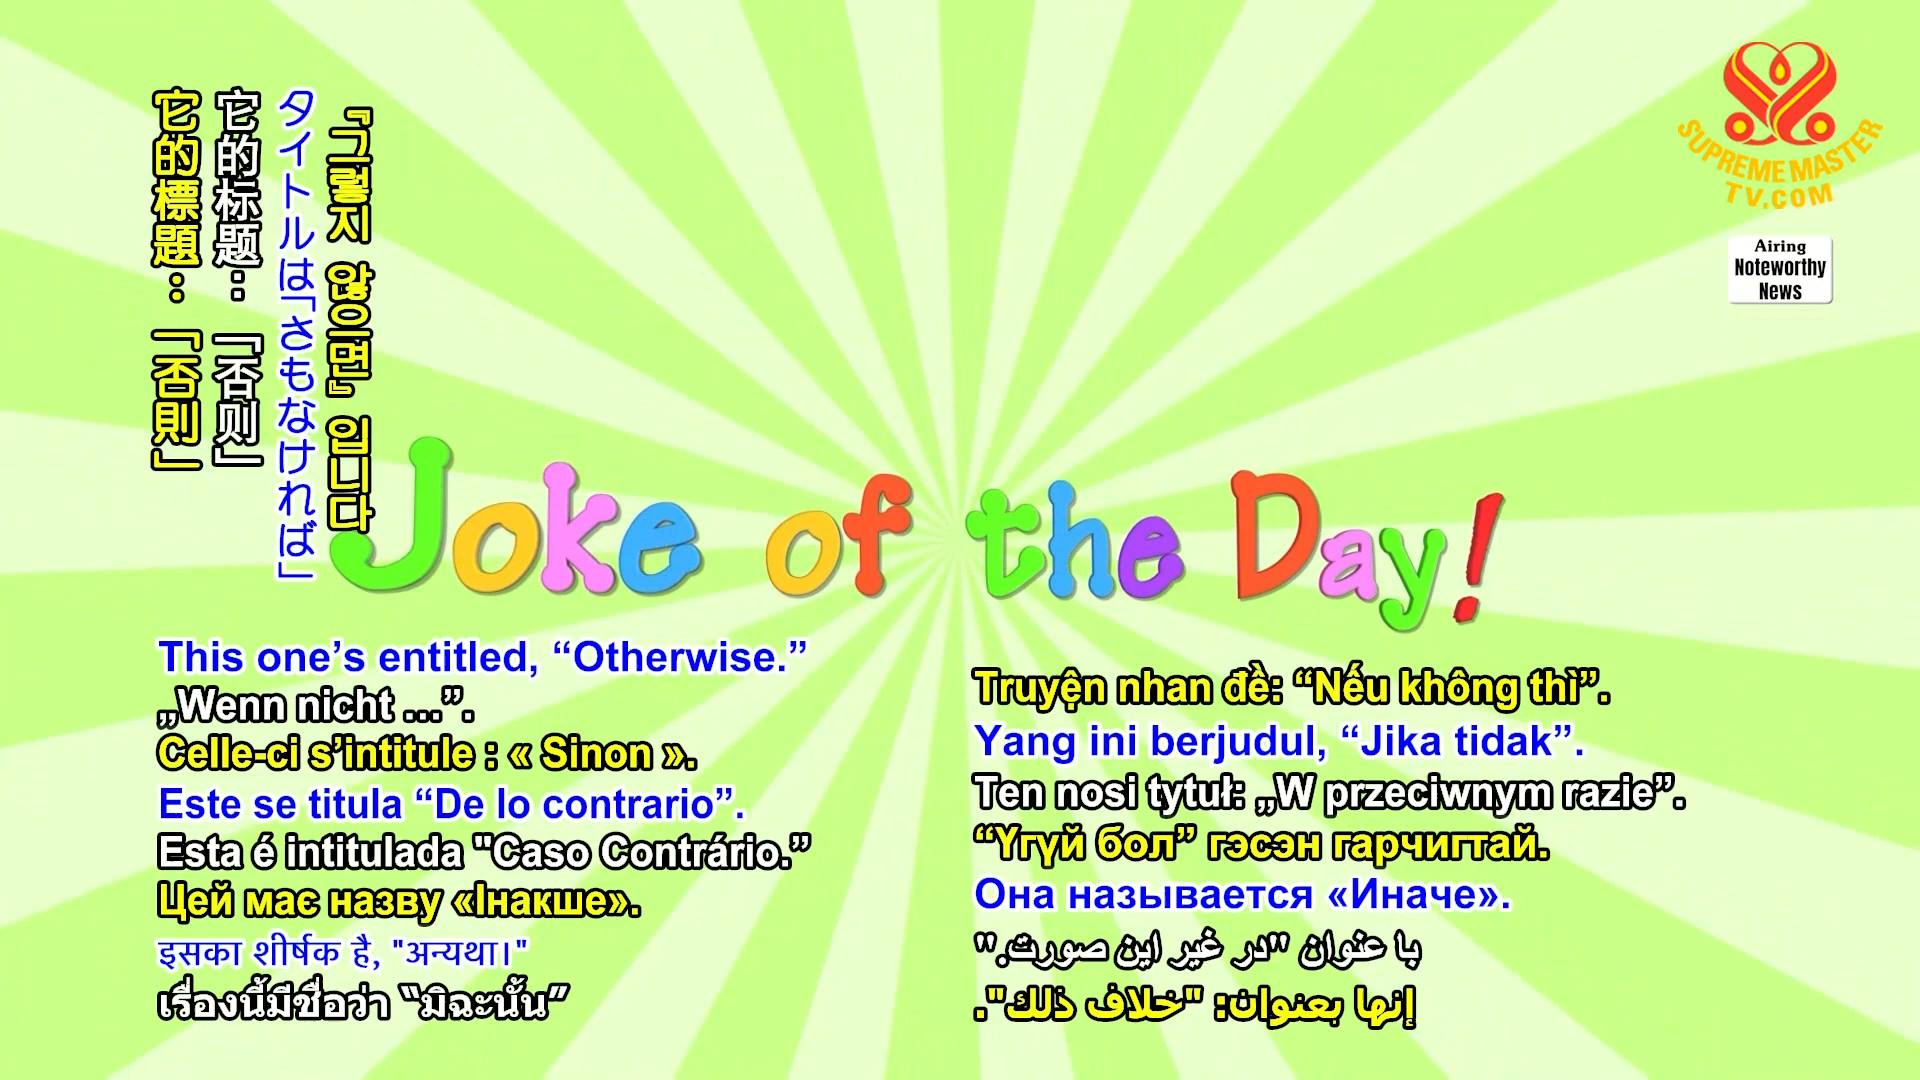 它的標題：「否則」
它的标题：「否则」
タイトルは「さもなければ」
『그렇지 않으면』 입니다
SUPREME MASTER
TV.COM
Airing
Noteworthy
News
Joke of the Day!
This one’s entitled, “Otherwise.”
„Wenn nicht ...”.
Celle-ci s’intitule : « Sinon ».
Este se titula “De lo contrario”.
Esta é intitulada "Caso Contrário.”
Цей має назву «Інакше».
इसका शीर्षक है, "अन्यथा।"
เรื่องนี้มีชื่อว่า “มิฉะนั้น”
Truyện nhan đề: “Nếu không thì”.
Yang ini berjudul, “Jika tidak”.
Ten nosi tytuł: „W przeciwnym razie”.
“Үгүй бол” гэсэн гарчигтай.
Она называется «Иначе».
با عنوان "در غیر این صورت."
إنها بعنوان: "خلاف ذلك".